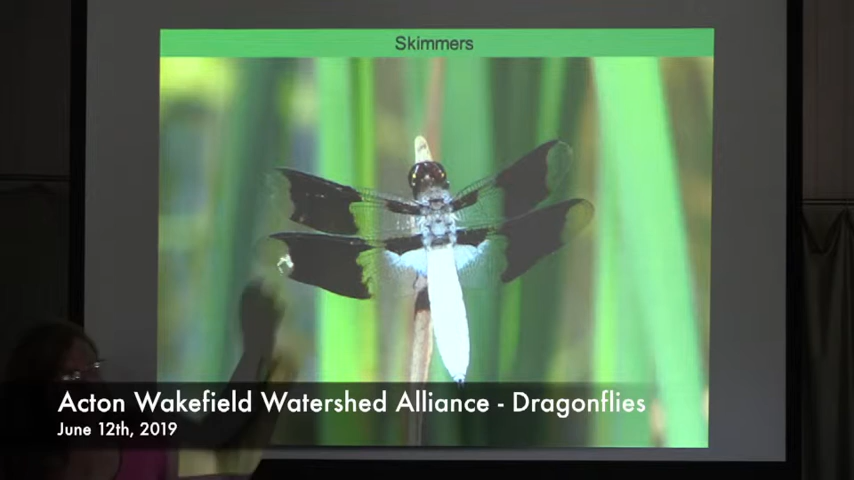 Skimmers
Acton Wakefield Watershed Alliance - Dragonflies
June 12th, 2019